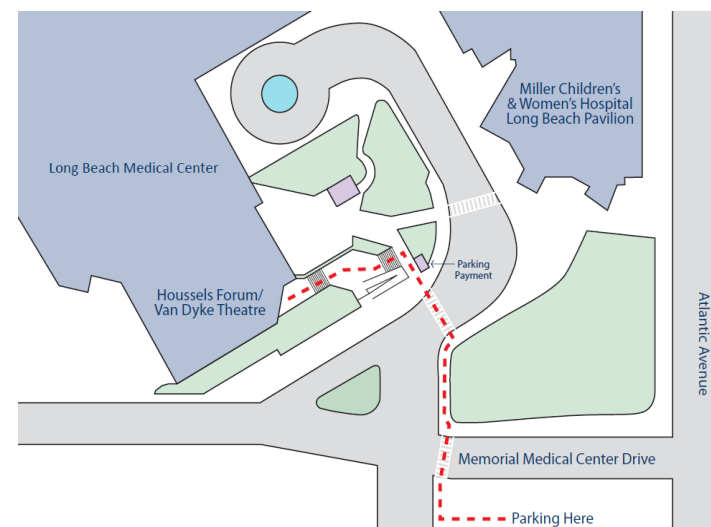 Miller Children’s
& Women’s Hospital
Long Beach Pavilion
Long Beach Medical Center
Parking
Payment
Houssels Forum/
Van Dyke Theatre
Atlantic Avenue
Memorial Medical Center Drive
Parking Here